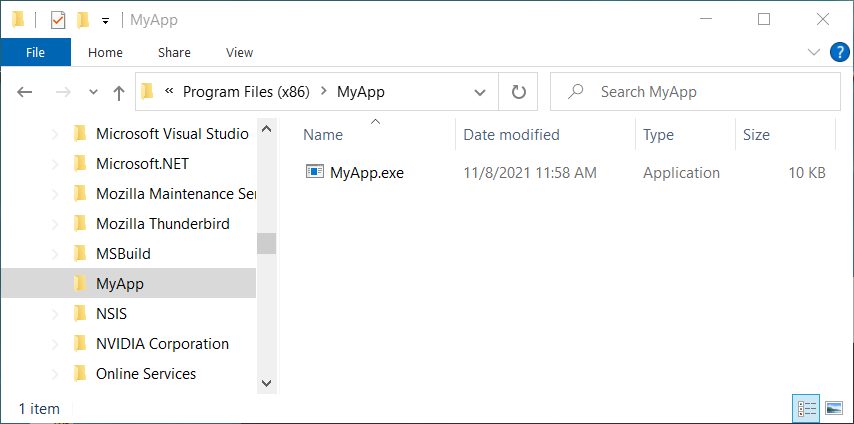 MyApp
File Home Share View
« Program Files (x86) > MyApp Search MyApp
Name Date modified Type Size
Microsoft Visual Studio
Microsoft.NET
Mozilla Maintenance Ser
Mozilla Thunderbird
MSBuild
MyApp
NSIS
NVIDIA Corporation
Online Services
MyApp.exe 11/8/2021 11:58 AM Application 10 KB
1 item